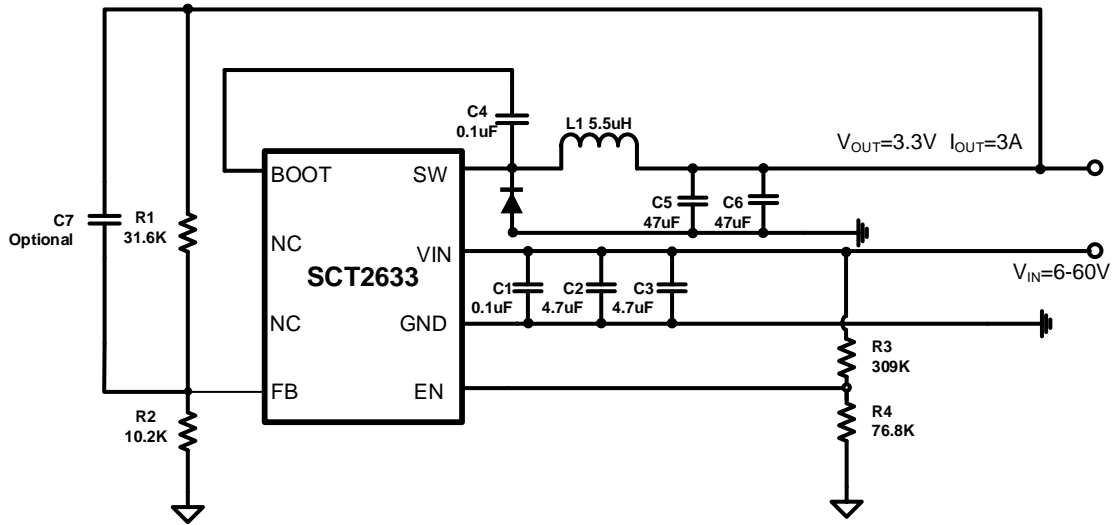 C4
0.1uF
L1 5.5uH
VOUT=3.3V IOUT=3A
BOOT
SW
C7
Optional
R1
31.6K
C5
47uF
C6
47uF
NC
VIN
SCT2633
C1
0.1uF
C2
4.7uF
C3
4.7uF
VIN=6-60V
NC
GND
R3
309K
FB
EN
R2
10.2K
R4
76.8K